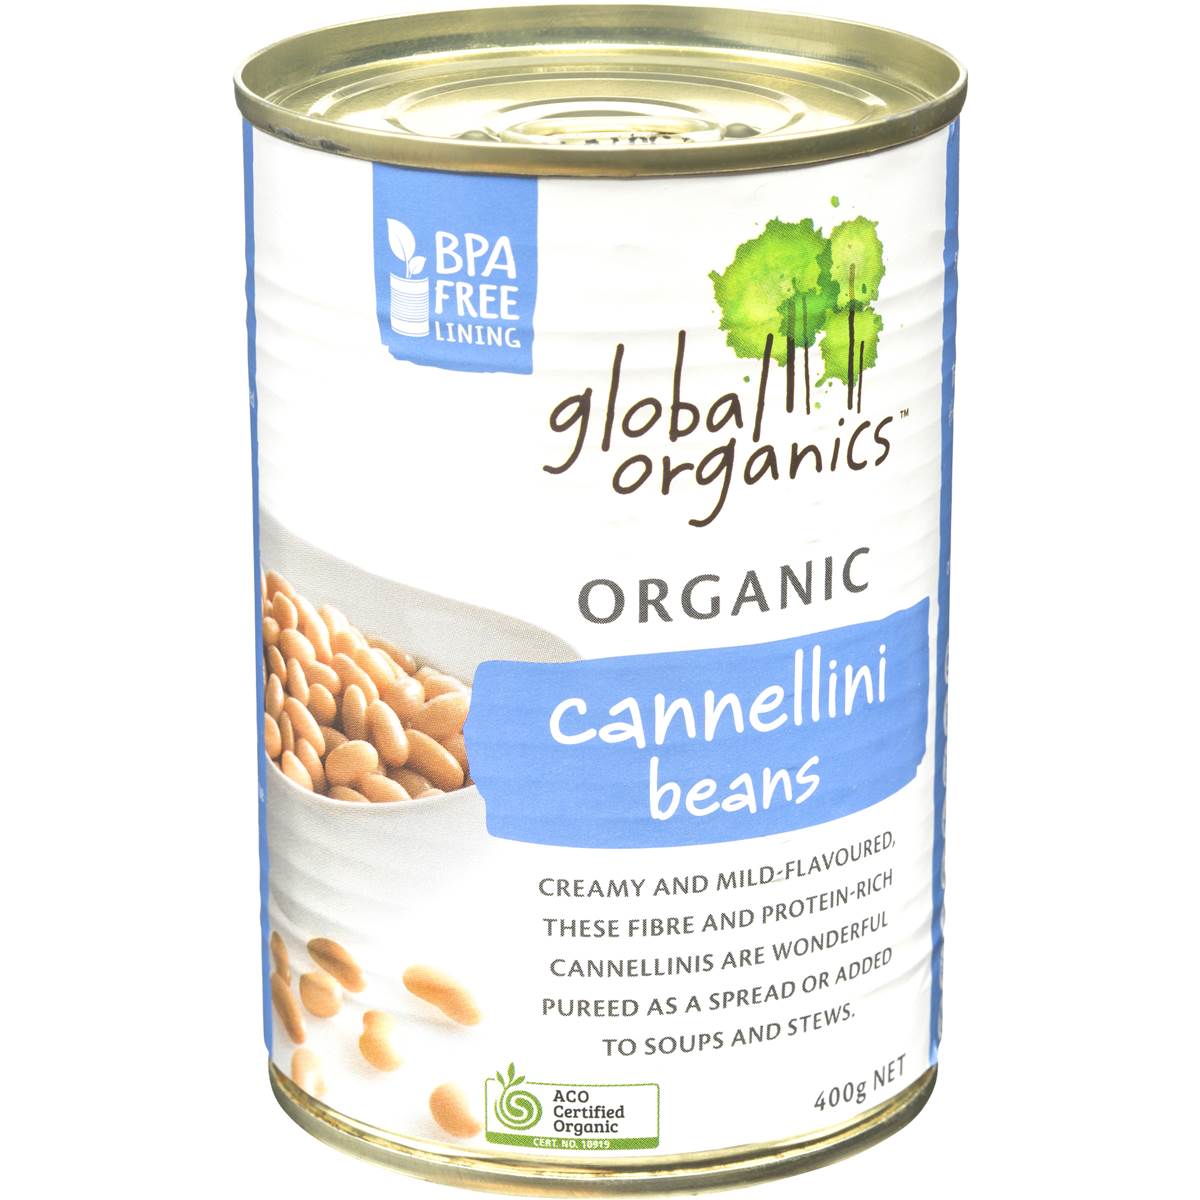 BPA
FREE
LINING
global
organics™
ORGANIC
cannellini
beans
CREAMY AND MILD-FLAVOURED,
THESE FIBRE AND PROTEIN-RICH
CANNELLINIS ARE WONDERFUL
PUREED AS A SPREAD OR ADDED
TO SOUPS AND STEWS.
400g NET
ACO
Certified
Organic
CERT. NO. 10919